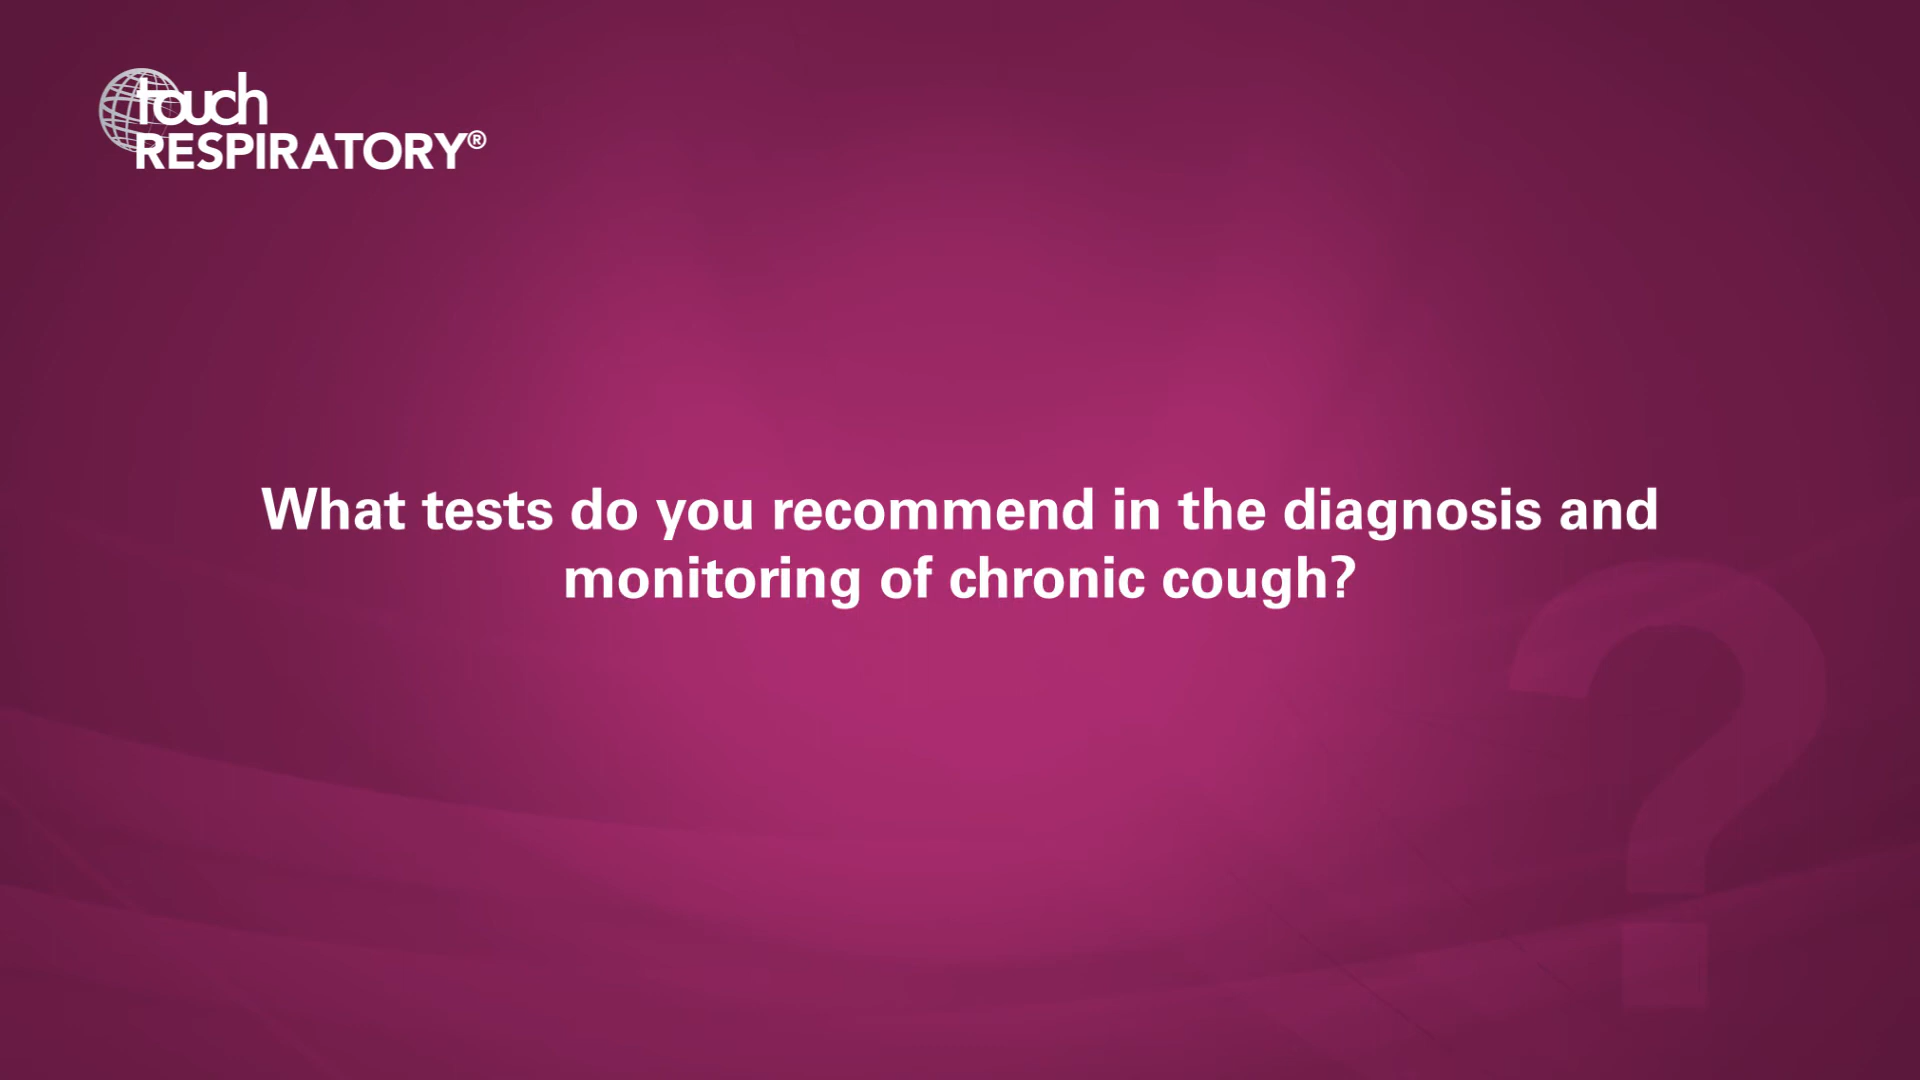 touch
RESPIRATORY®
What tests do you recommend in the diagnosis and
monitoring of chronic cough?
?